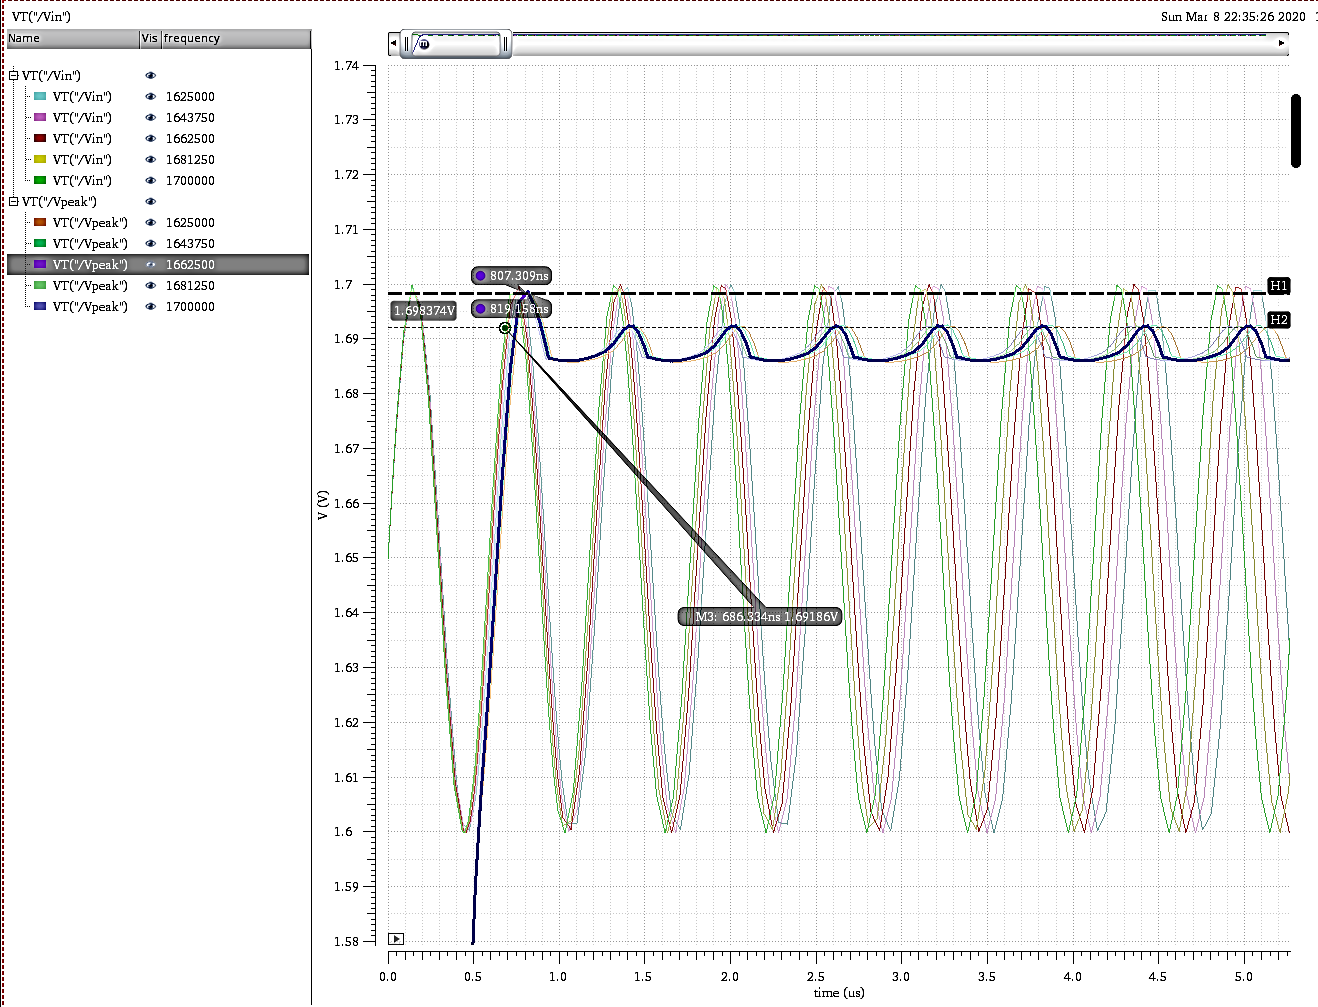 VT("/Vin")
Sun Mar 8 22:35:26 2020
Name Vis frequency
VT("/Vin")
VT("/Vin") 1625000
VT("/Vin") 1643750
VT("/Vin") 1662500
VT("/Vin") 1681250
VT("/Vin") 1700000
VT("/Vpeak")
VT("/Vpeak") 1625000
VT("/Vpeak") 1643750
VT("/Vpeak") 1662500
VT("/Vpeak") 1681250
VT("/Vpeak") 1700000
m
1.74
1.73
1.72
1.71
1.7
1.69
1.68
1.67
1.66
1.65
1.64
1.63
1.62
1.61
1.6
1.59
1.58
V (V)
807.309ns
H1
1.698374V
819.158ns
H2
M3: 686.334ns 1.69186V
0.0 0.5 1.0 1.5 2.0 2.5 3.0 3.5 4.0 4.5 5.0
time (us)